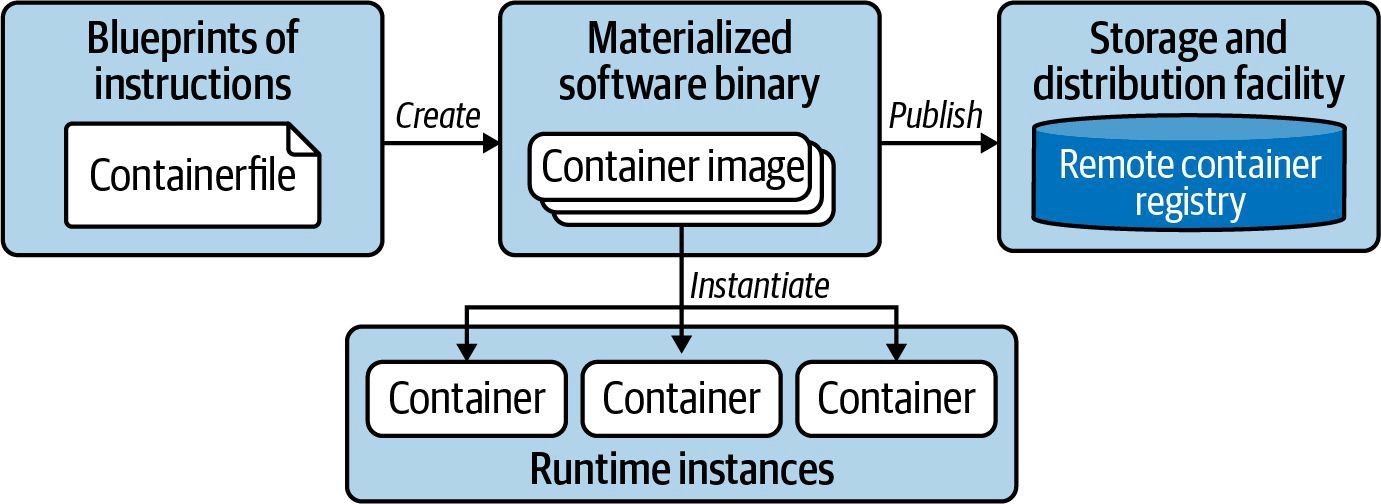 Blueprints of
instructions
Containerfile
Create
Materialized
software binary
Container image
Publish
Storage and
distribution facility
Remote container
registry
Instantiate
Container
Container
Container
Runtime instances